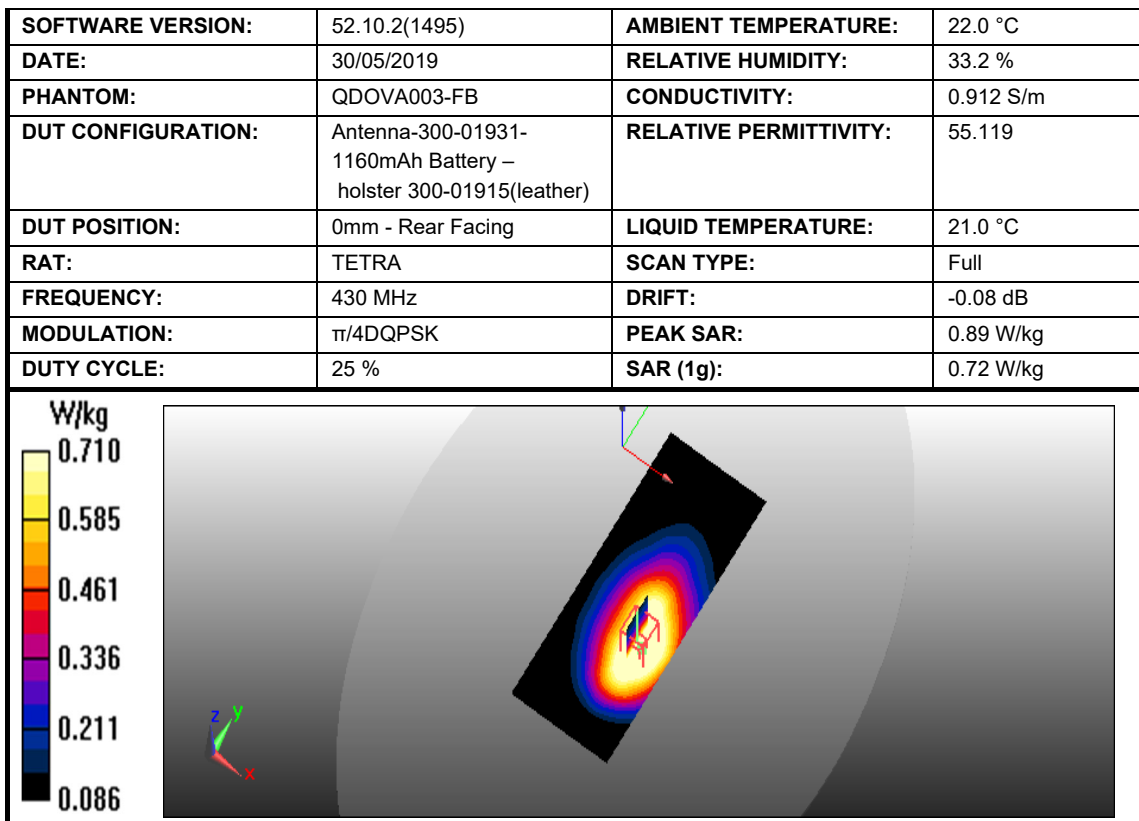 SOFTWARE VERSION: 52.10.2(1495) AMBIENT TEMPERATURE: 22.0 °C
DATE: 30/05/2019 RELATIVE HUMIDITY: 33.2 %
PHANTOM: QDOVA003-FB CONDUCTIVITY: 0.912 S/m
DUT CONFIGURATION: Antenna-300-01931- RELATIVE PERMITTIVITY: 55.119
1160mAh Battery –
holster 300-01915(leather)
DUT POSITION: 0mm - Rear Facing LIQUID TEMPERATURE: 21.0 °C
RAT: TETRA SCAN TYPE: Full
FREQUENCY: 430 MHz DRIFT: -0.08 dB
MODULATION: π/4DQPSK PEAK SAR: 0.89 W/kg
DUTY CYCLE: 25 % SAR (1g): 0.72 W/kg
W/kg
0.710
0.585
0.461
0.336
0.211
0.086
z y
x